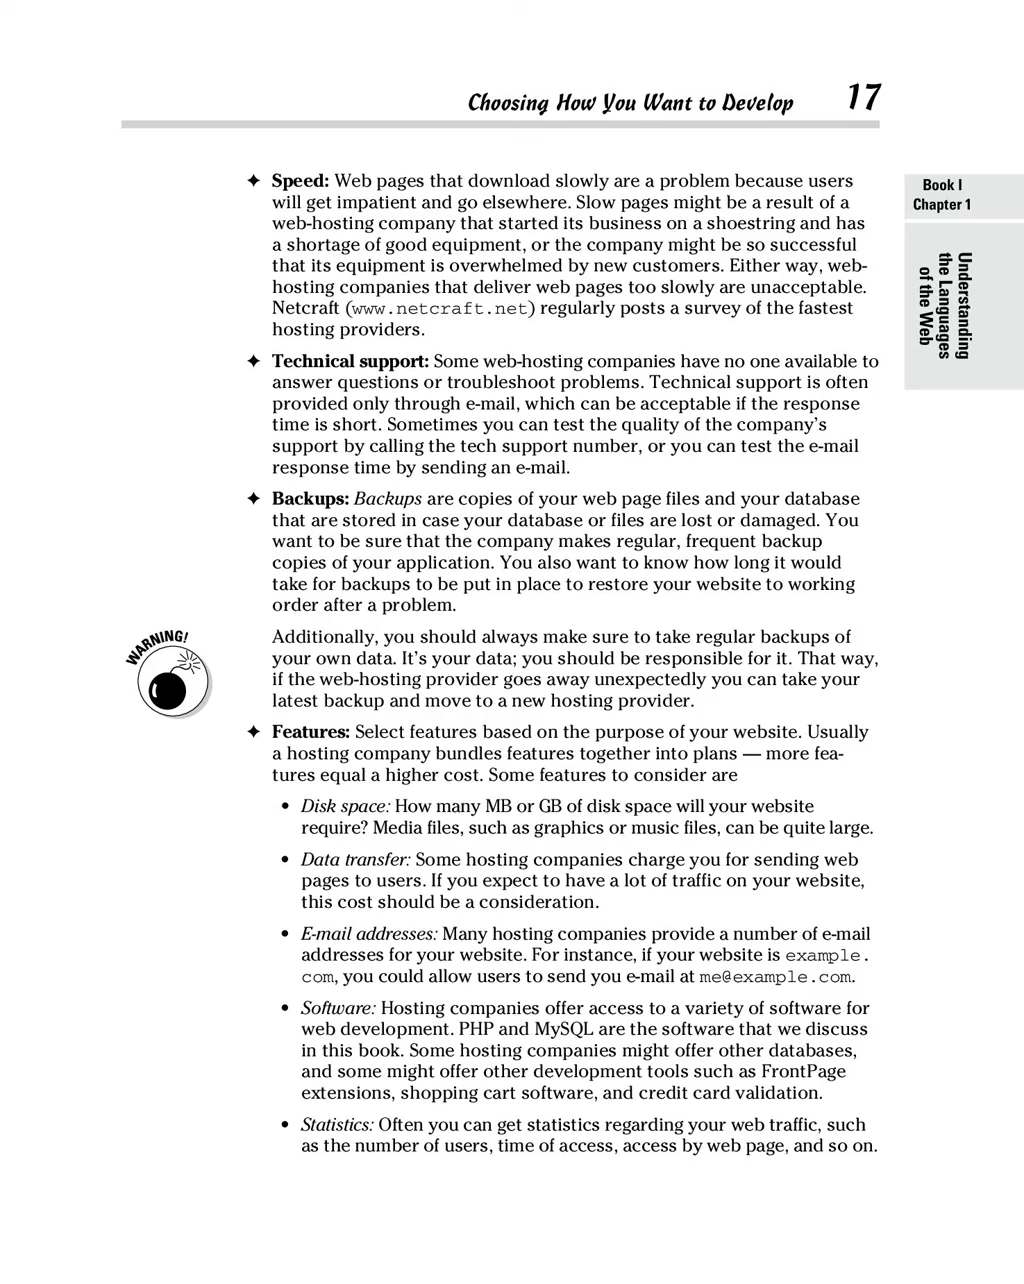 Choosing How You Want to Develop 17
✦ Speed: Web pages that download slowly are a problem because users
will get impatient and go elsewhere. Slow pages might be a result of a
web-hosting company that started its business on a shoestring and has
a shortage of good equipment, or the company might be so successful
that its equipment is overwhelmed by new customers. Either way, web-
hosting companies that deliver web pages too slowly are unacceptable.
Netcraft (www.netcraft.net) regularly posts a survey of the fastest
hosting providers.
✦ Technical support: Some web-hosting companies have no one available to
answer questions or troubleshoot problems. Technical support is often
provided only through e-mail, which can be acceptable if the response
time is short. Sometimes you can test the quality of the company’s
support by calling the tech support number, or you can test the e-mail
response time by sending an e-mail.
✦ Backups: Backups are copies of your web page files and your database
that are stored in case your database or files are lost or damaged. You
want to be sure that the company makes regular, frequent backup
copies of your application. You also want to know how long it would
take for backups to be put in place to restore your website to working
order after a problem.
WARNING!
Additionally, you should always make sure to take regular backups of
your own data. It’s your data; you should be responsible for it. That way,
if the web-hosting provider goes away unexpectedly you can take your
latest backup and move to a new hosting provider.
✦ Features: Select features based on the purpose of your website. Usually
a hosting company bundles features together into plans — more fea-
tures equal a higher cost. Some features to consider are
• Disk space: How many MB or GB of disk space will your website
require? Media files, such as graphics or music files, can be quite large.
• Data transfer: Some hosting companies charge you for sending web
pages to users. If you expect to have a lot of traffic on your website,
this cost should be a consideration.
• E-mail addresses: Many hosting companies provide a number of e-mail
addresses for your website. For instance, if your website is example.
com, you could allow users to send you e-mail at me@example.com.
• Software: Hosting companies offer access to a variety of software for
web development. PHP and MySQL are the software that we discuss
in this book. Some hosting companies might offer other databases,
and some might offer other development tools such as FrontPage
extensions, shopping cart software, and credit card validation.
• Statistics: Often you can get statistics regarding your web traffic, such
as the number of users, time of access, access by web page, and so on.
Book I
Chapter 1
Understanding
the Languages
of the Web